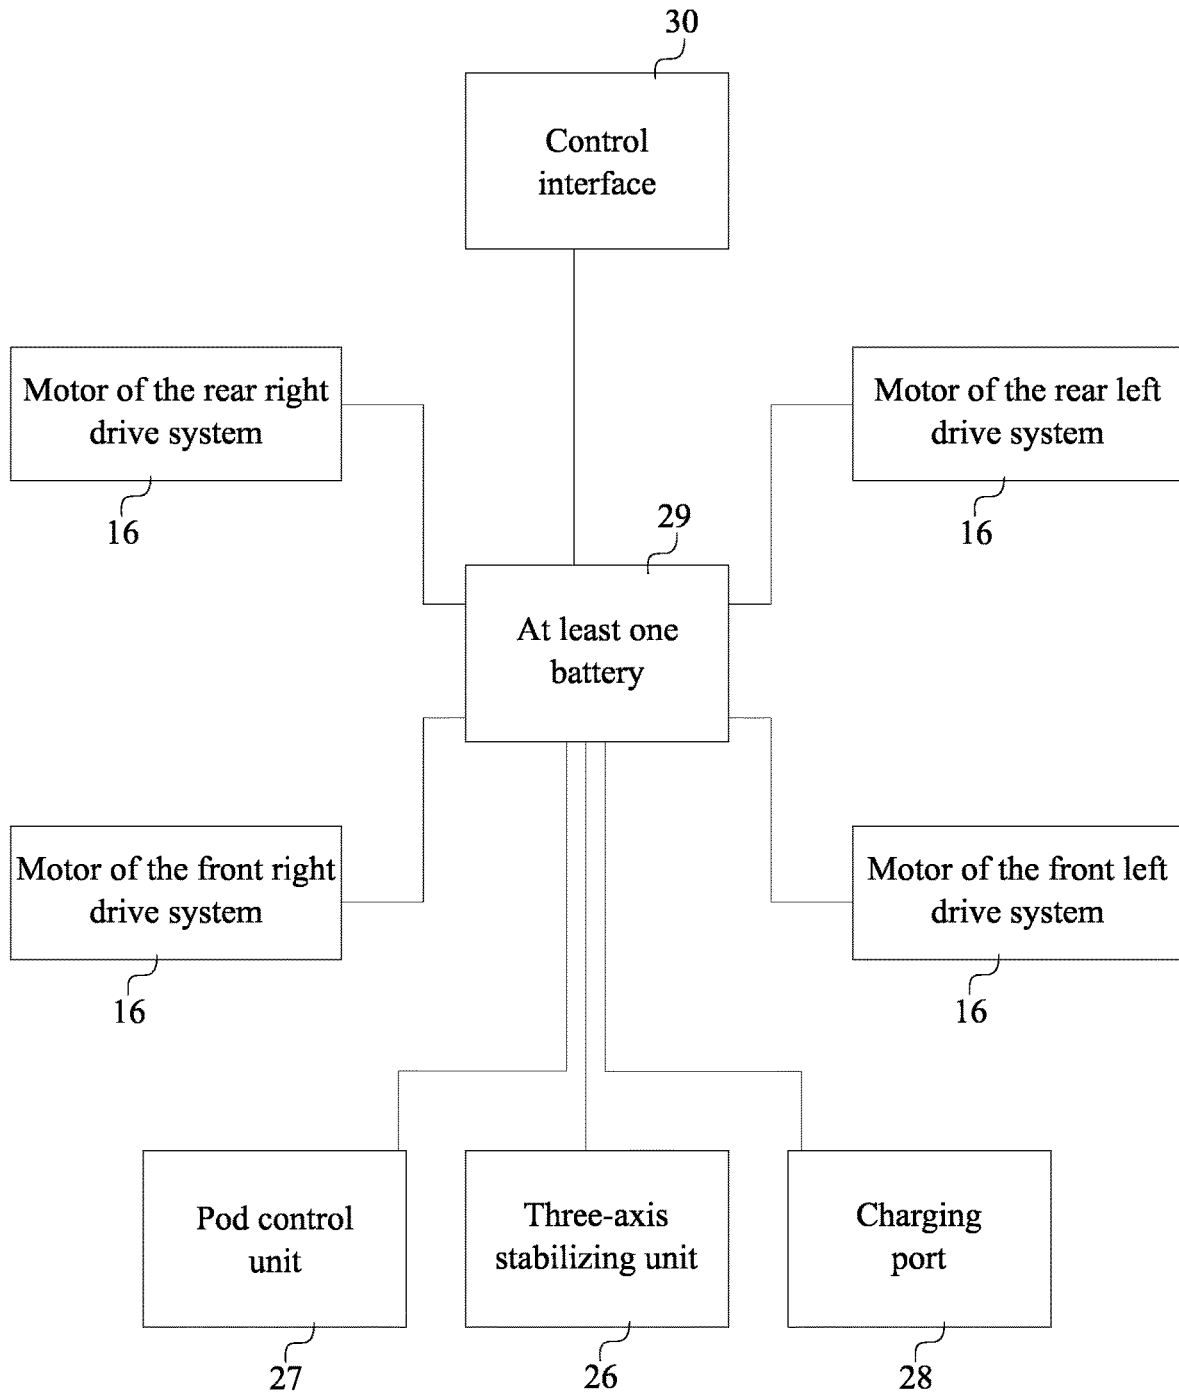 30
Control
interface
Motor of the rear right
drive system
16
Motor of the rear left
drive system
16
29
At least one
battery
Motor of the front right
drive system
16
Motor of the front left
drive system
16
Pod control
unit
27
Three-axis
stabilizing unit
26
Charging
port
28